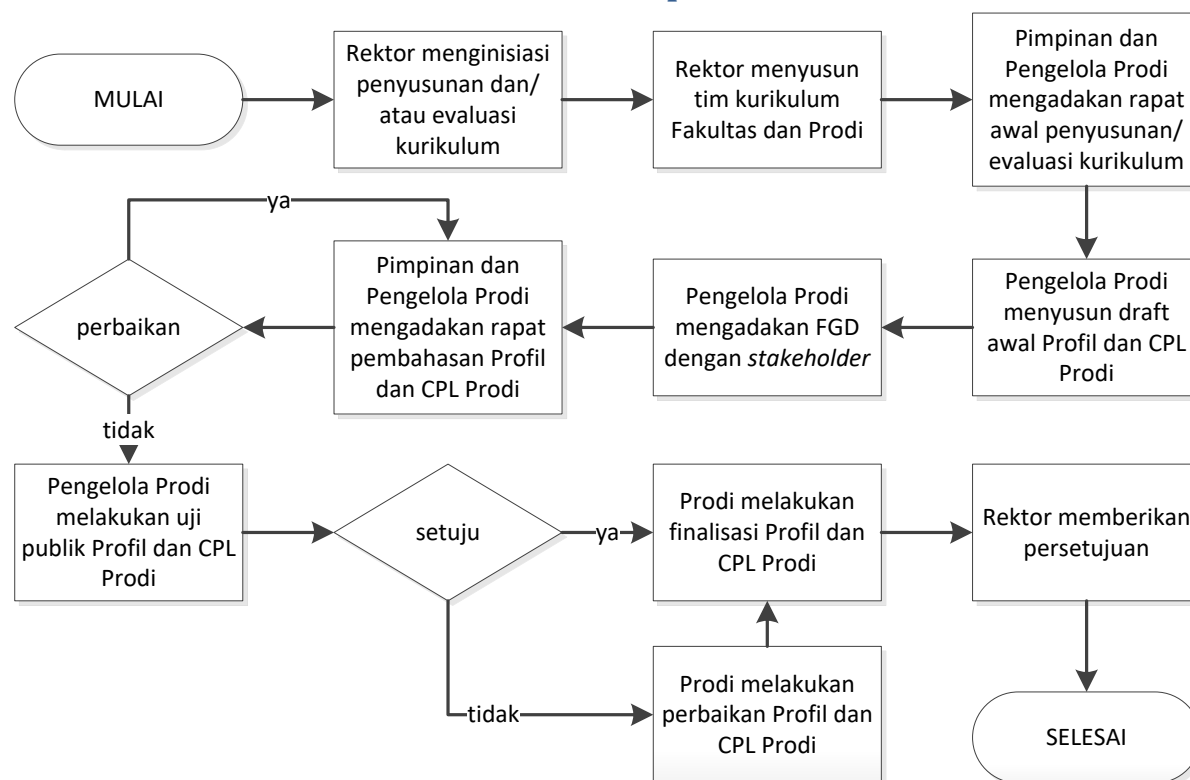 MULAI
Rektor menginisiasi
penyusunan dan/
atau evaluasi
kurikulum
Rektor menyusun
tim kurikulum
Fakultas dan Prodi
Pimpinan dan
Pengelola Prodi
mengadakan rapat
awal penyusunan/
evaluasi kurikulum
Pengelola Prodi
menyusun draft
awal Profil dan CPL
Prodi
Pengelola Prodi
mengadakan FGD
dengan stakeholder
Pimpinan dan
Pengelola Prodi
mengadakan rapat
pembahasan Profil
dan CPL Prodi
perbaikan
ya
tidak
Pengelola Prodi
melakukan uji
publik Profil dan CPL
Prodi
setuju
ya
Prodi melakukan
finalisasi Profil dan
CPL Prodi
tidak
Prodi melakukan
perbaikan Profil dan
CPL Prodi
Rektor memberikan
persetujuan
SELESAI